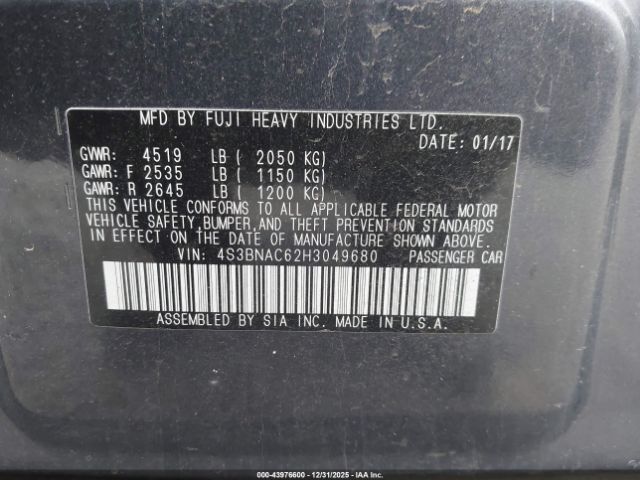 MFD BY FUJI HEAVY INDUSTRIES LTD.
DATE: 01/17
GVWR: 4519 LB ( 2050 KG)
GAWR: F 2535 LB ( 1150 KG)
GAWR: R 2645 LB ( 1200 KG)
THIS VEHICLE CONFORMS TO ALL APPLICABLE FEDERAL MOTOR
VEHICLE SAFETY, BUMPER, AND THEFT PREVENTION STANDARDS
IN EFFECT ON THE DATE OF MANUFACTURE SHOWN ABOVE.
VIN: 4S3BNAC62H3049680 PASSENGER CAR
ASSEMBLED BY SIA INC. MADE IN U.S.A.
000-43976600 - 12/31/2025 - IAA Inc.